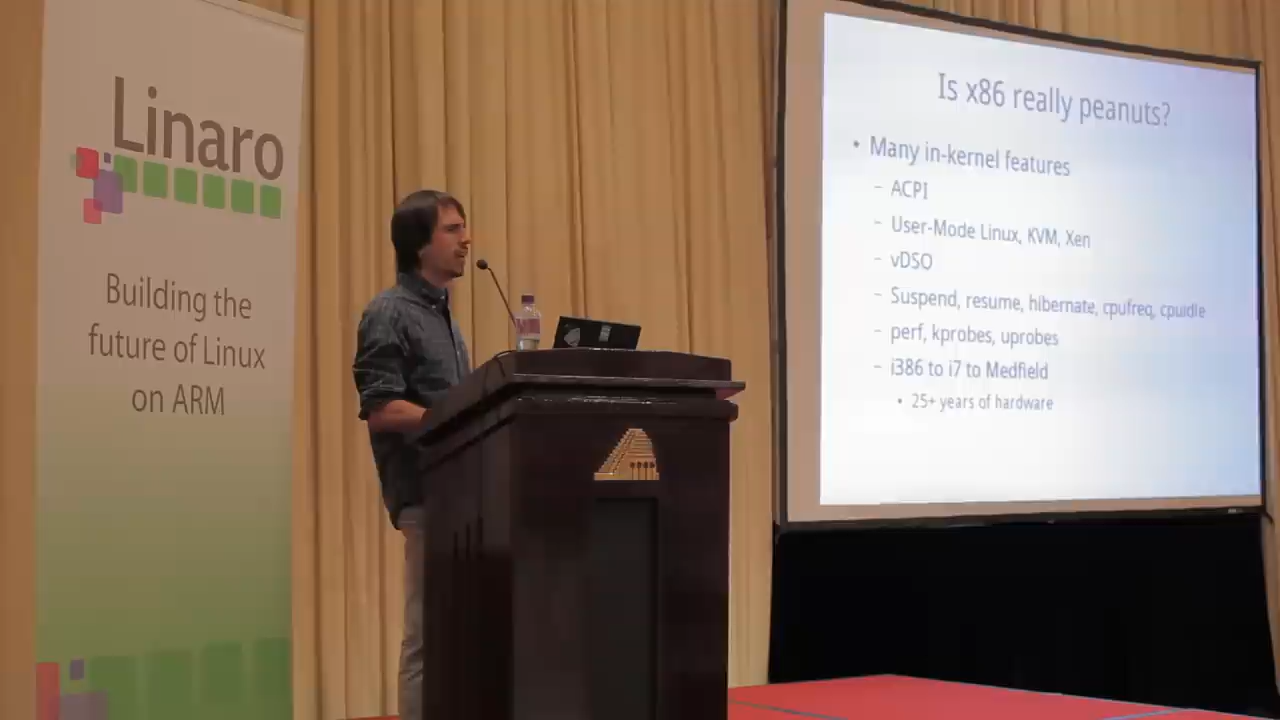 Linaro
Building the
future of Linux
on ARM
Is x86 really peanuts?
• Many in-kernel features
– ACPI
– User-Mode Linux, KVM, Xen
– vDSO
– Suspend, resume, hibernate, cpufreq, cpuidle
– perf, kprobes, uprobes
– i386 to i7 to Medfield
• 25+ years of hardware